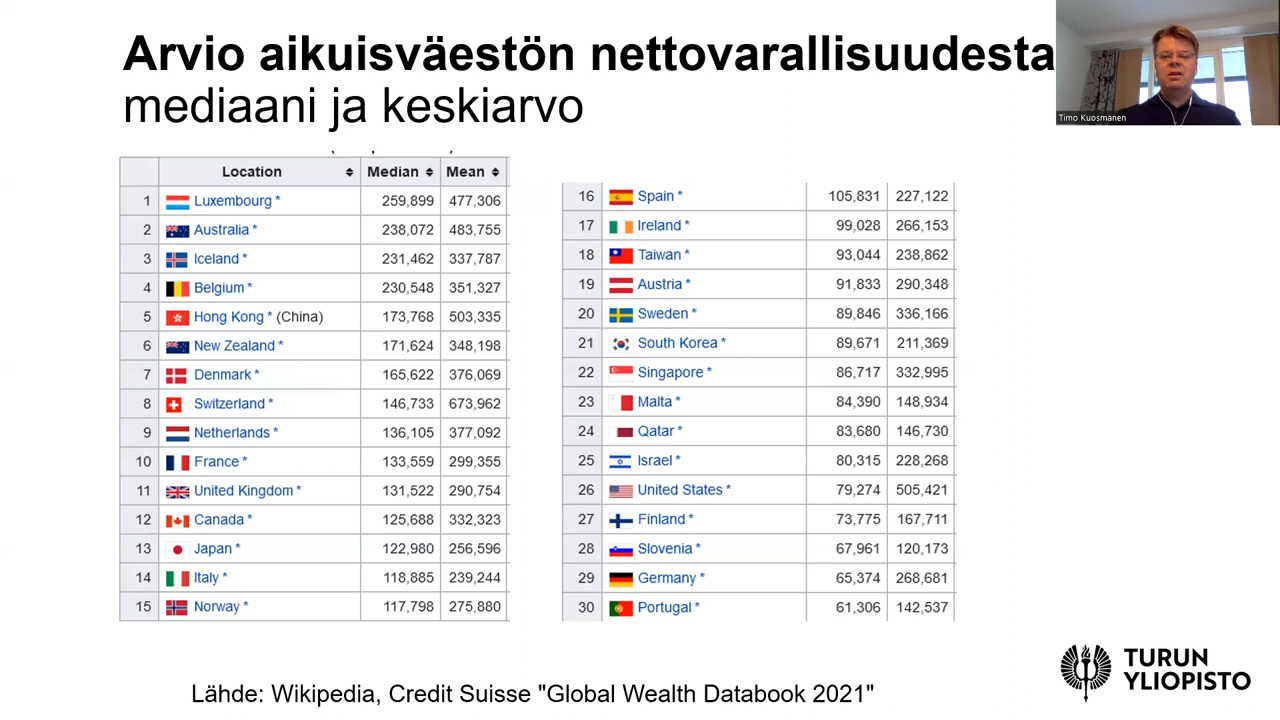 Arvio aikuisväestön nettovarallisuudesta
mediaani ja keskiarvo
Timo Kuosmanen
Location Median Mean
1 Luxembourg * 259,899 477,306
2 Australia * 238,072 483,755
3 Iceland * 231,462 337,787
4 Belgium * 230,548 351,327
5 Hong Kong * (China) 173,768 503,335
6 New Zealand * 171,624 348,198
7 Denmark * 165,622 376,069
8 Switzerland * 146,733 673,962
9 Netherlands * 136,105 377,092
10 France * 133,559 299,355
11 United Kingdom * 131,522 290,754
12 Canada * 125,688 332,323
13 Japan * 122,980 256,596
14 Italy * 118,885 239,244
15 Norway * 117,798 275,880
16 Spain * 105,831 227,122
17 Ireland * 99,028 266,153
18 Taiwan * 93,044 238,862
19 Austria * 91,833 290,348
20 Sweden * 89,846 336,166
21 South Korea * 89,671 211,369
22 Singapore * 86,717 332,995
23 Malta * 84,390 148,934
24 Qatar * 83,680 146,730
25 Israel * 80,315 228,268
26 United States * 79,274 505,421
27 Finland * 73,775 167,711
28 Slovenia * 67,961 120,173
29 Germany * 65,374 268,681
30 Portugal * 61,306 142,537
Lähde: Wikipedia, Credit Suisse "Global Wealth Databook 2021"
TURUN
YLIOPISTO